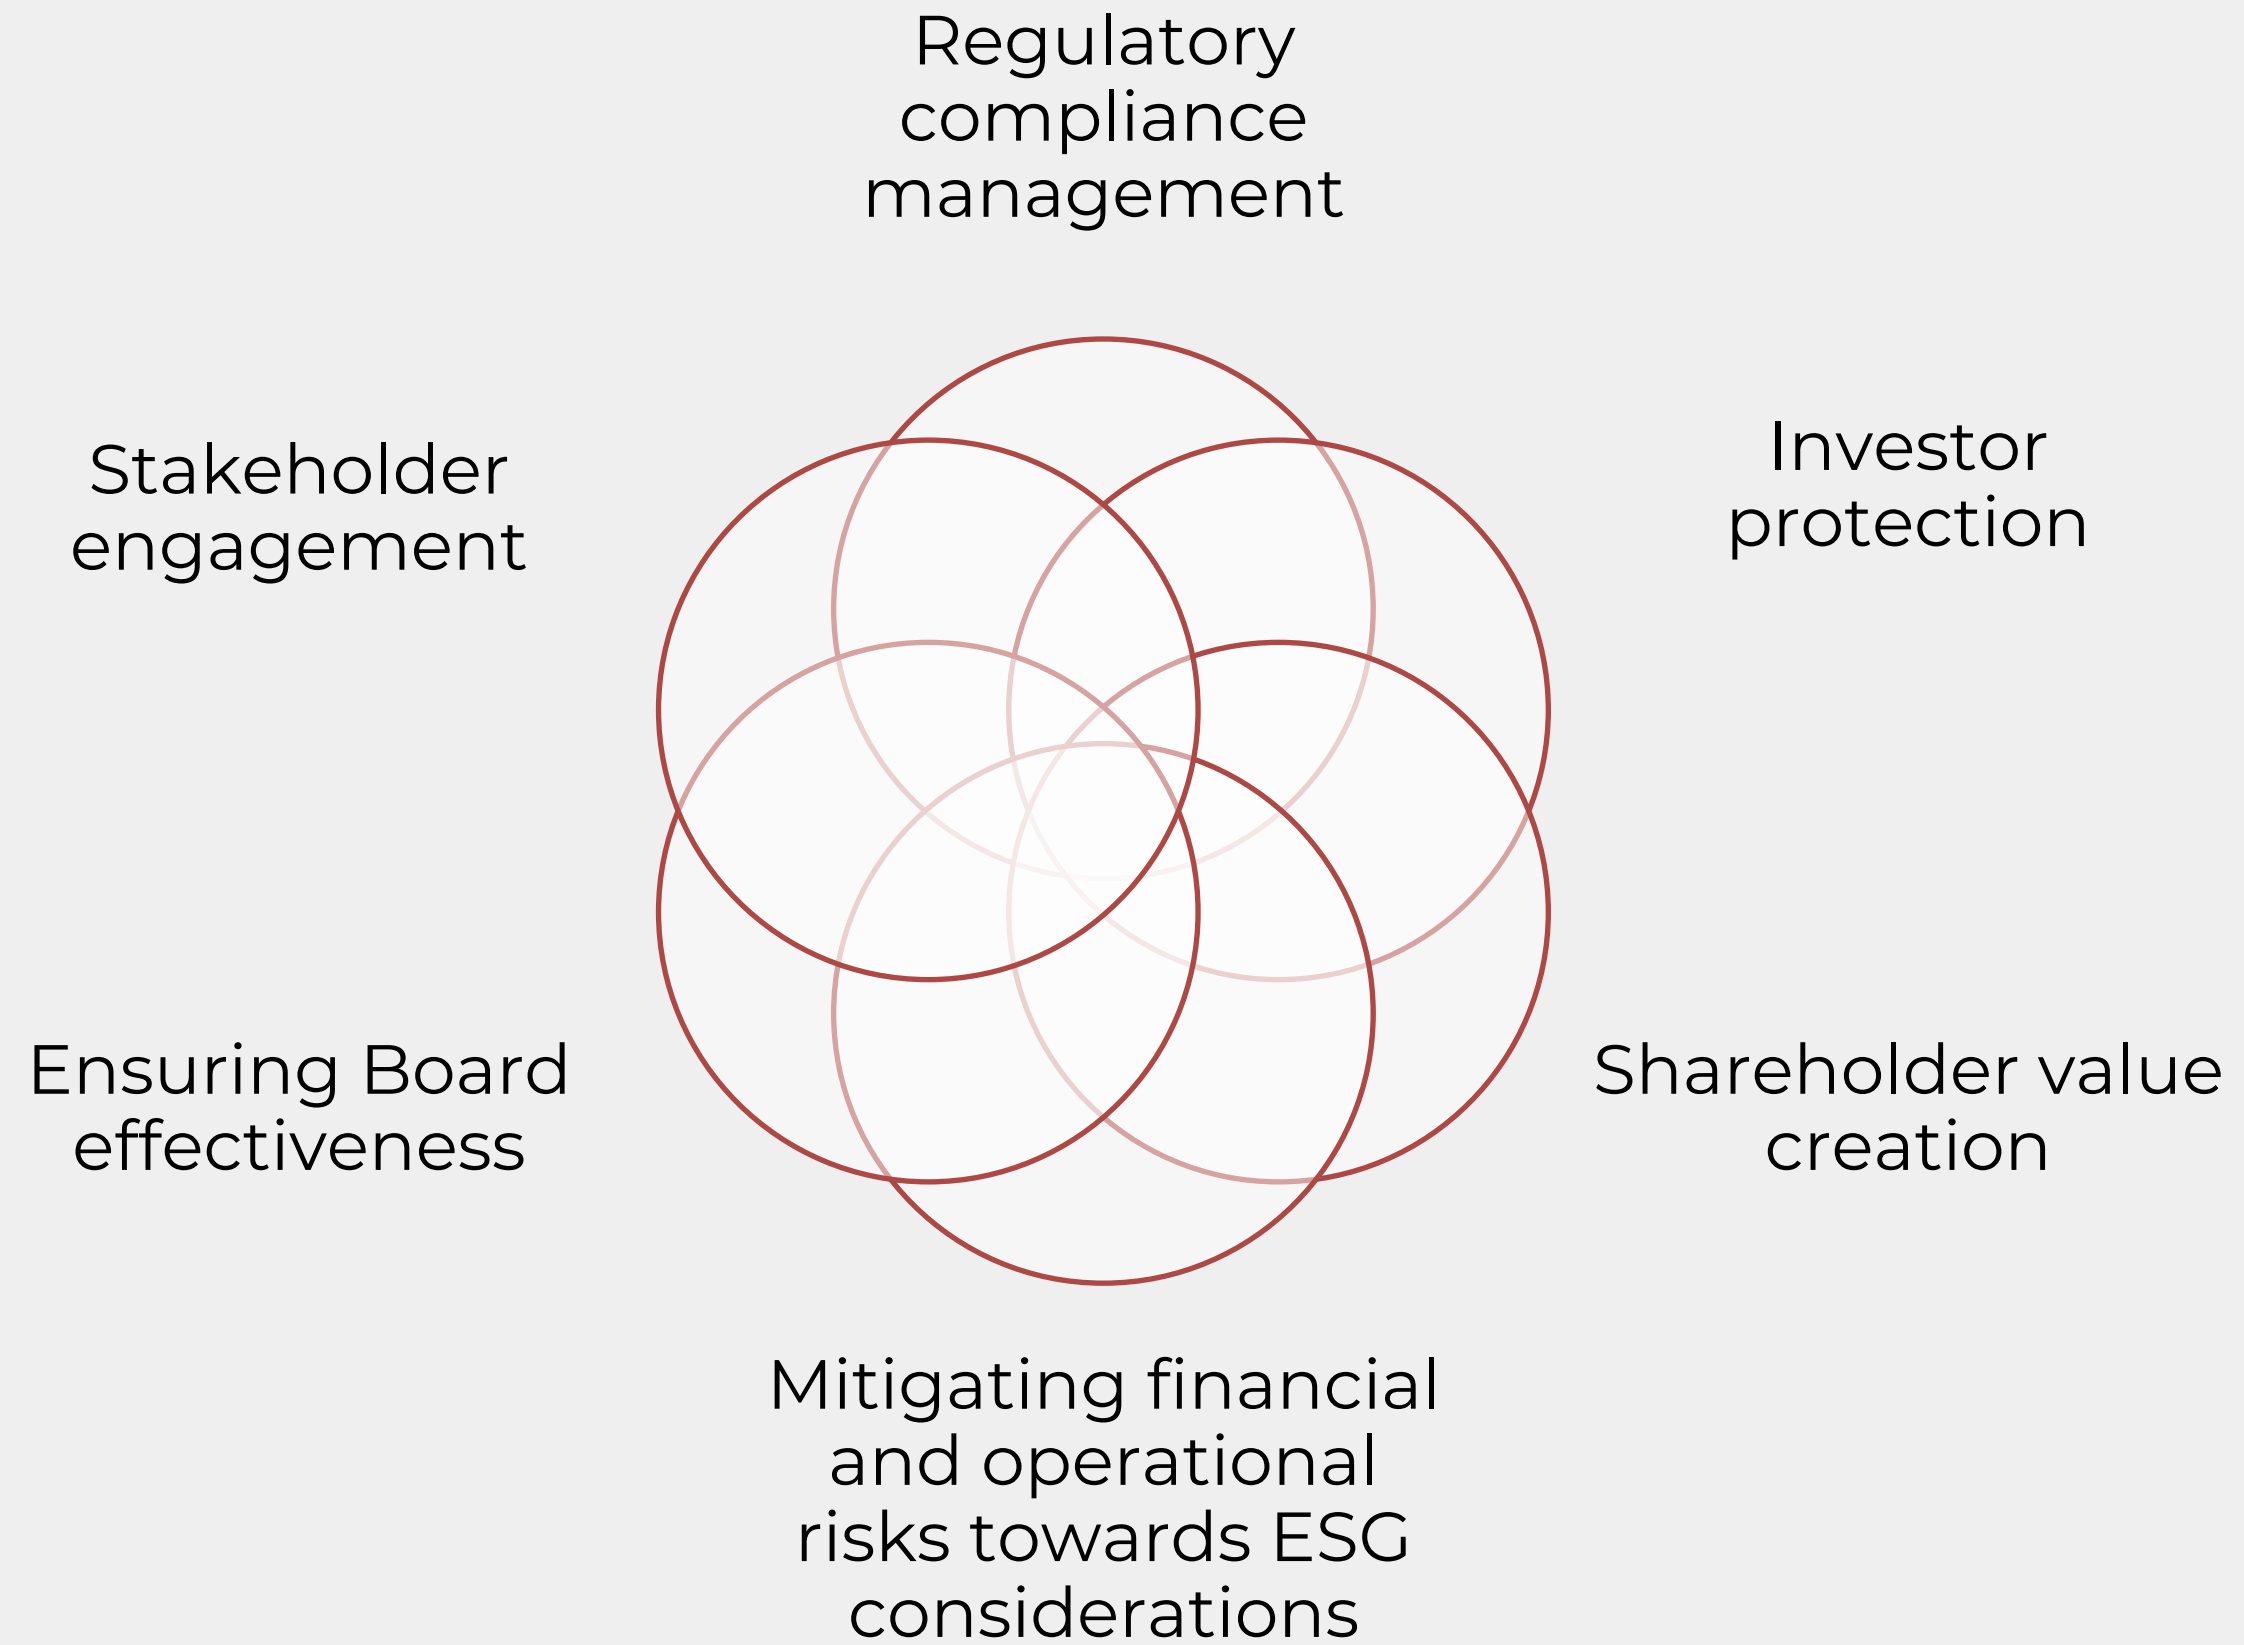 Regulatory
compliance
management
Stakeholder
engagement
Investor
protection
Ensuring Board
effectiveness
Shareholder value
creation
Mitigating financial
and operational
risks towards ESG
considerations